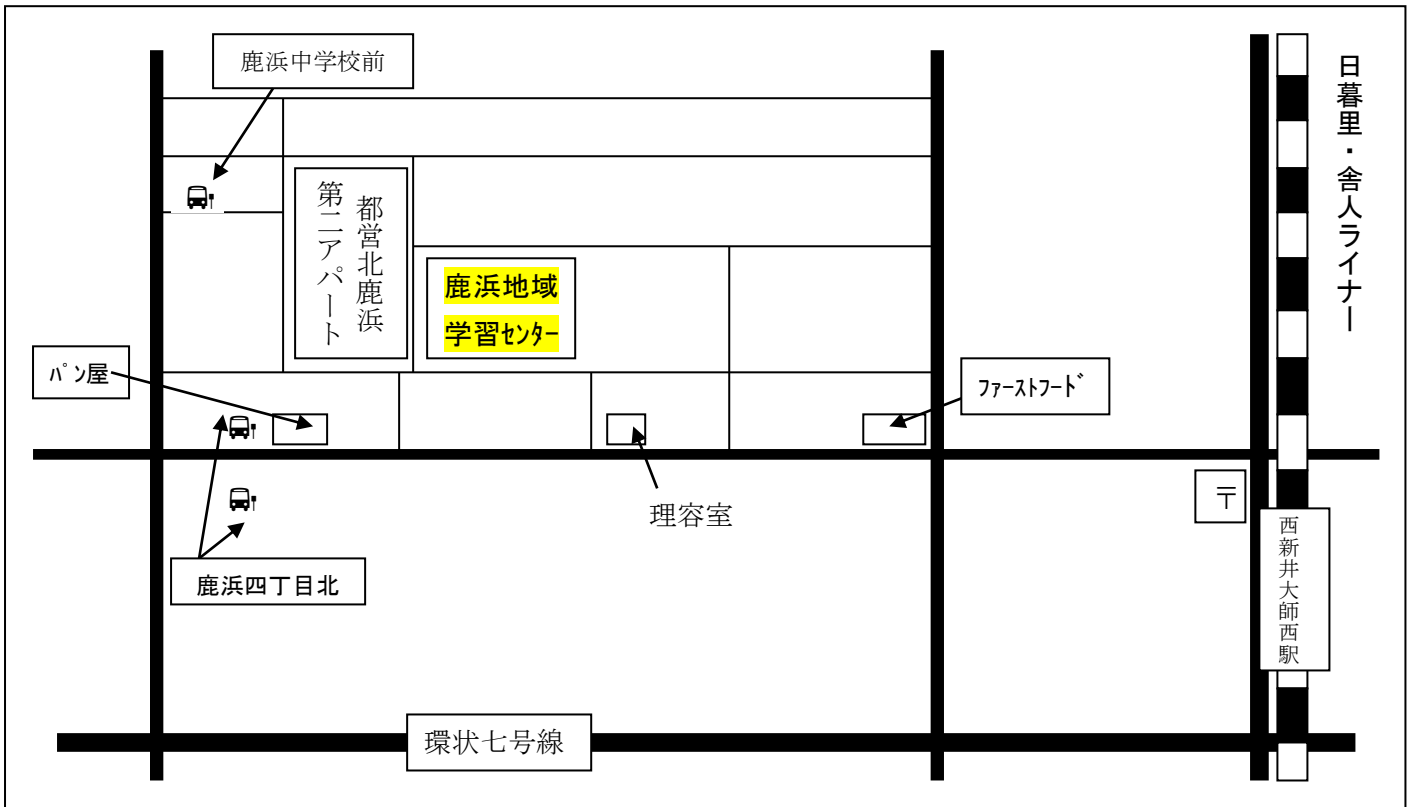 鹿浜中学校前
日暮里・舎人ライナー
都営北鹿浜
第二アパート
鹿浜地域
学習ｾﾝﾀｰ
ﾊﾟﾝ屋
ﾌｧｰｽﾄﾌｰﾄﾞ
理容室
〒
西新井大師西駅
鹿浜四丁目北
環状七号線